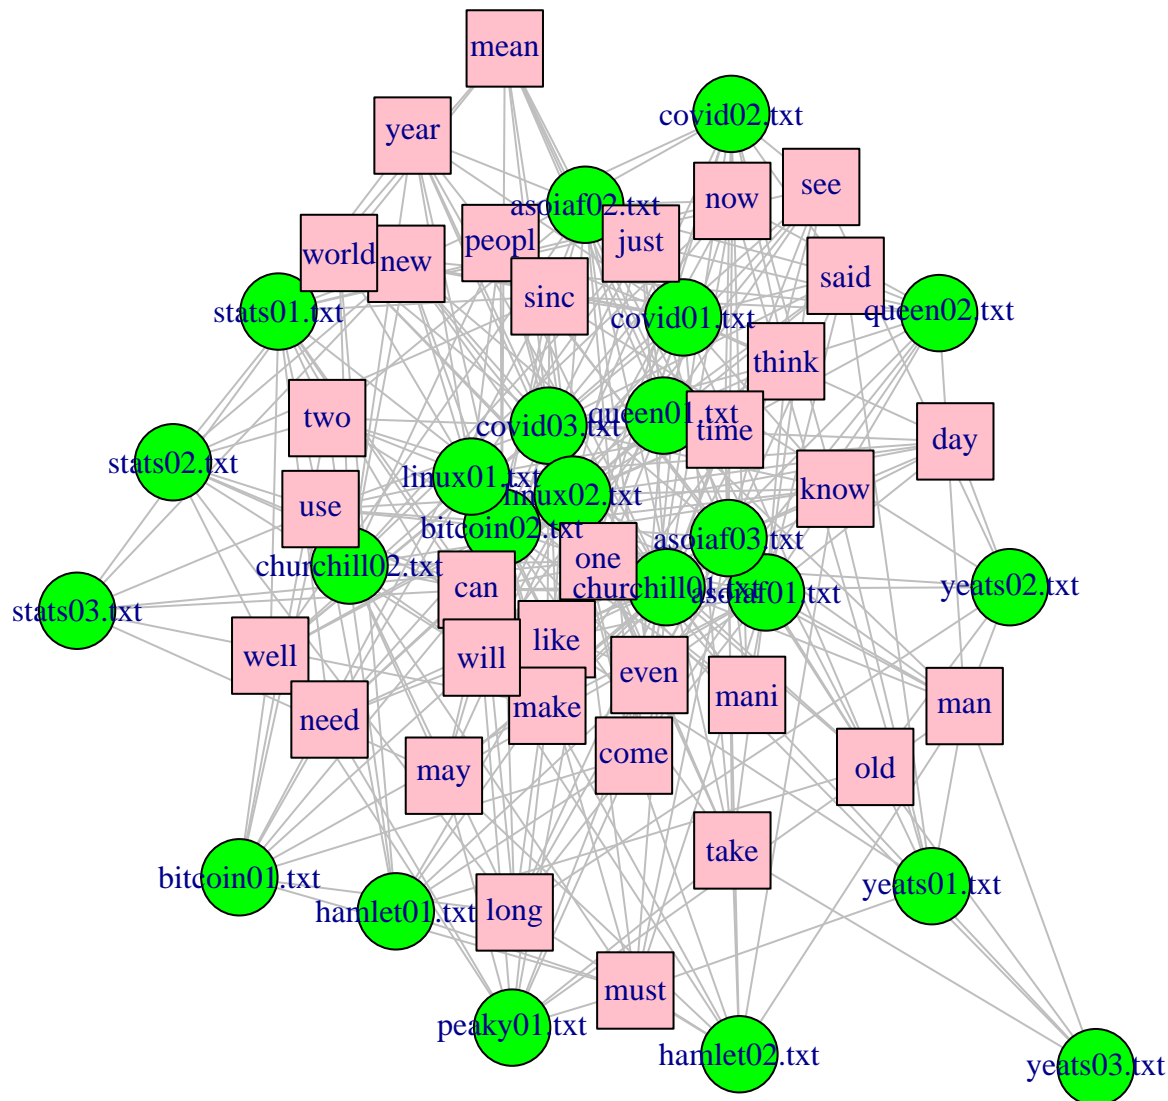 mean
covid02.txt
year
see
now
asoiaf02.txt
peopl
just
world
new
said
sinc
stats01.txt
covid01.txt
queen02.txt
think
two
queen01.txt
covid03.txt
time
day
stats02.txt
linux01.txt
know
linux02.txt
use
bitcoin02.txt
asoiaf03.txt
one
churchill02.txt
can
churchill01.txt
asoiaf01.txt
yeats02.txt
stats03.txt
like
well
will
even
mani
man
make
need
come
old
may
take
bitcoin01.txt
yeats01.txt
hamlet01.txt
long
must
peaky01.txt
hamlet02.txt
yeats03.txt